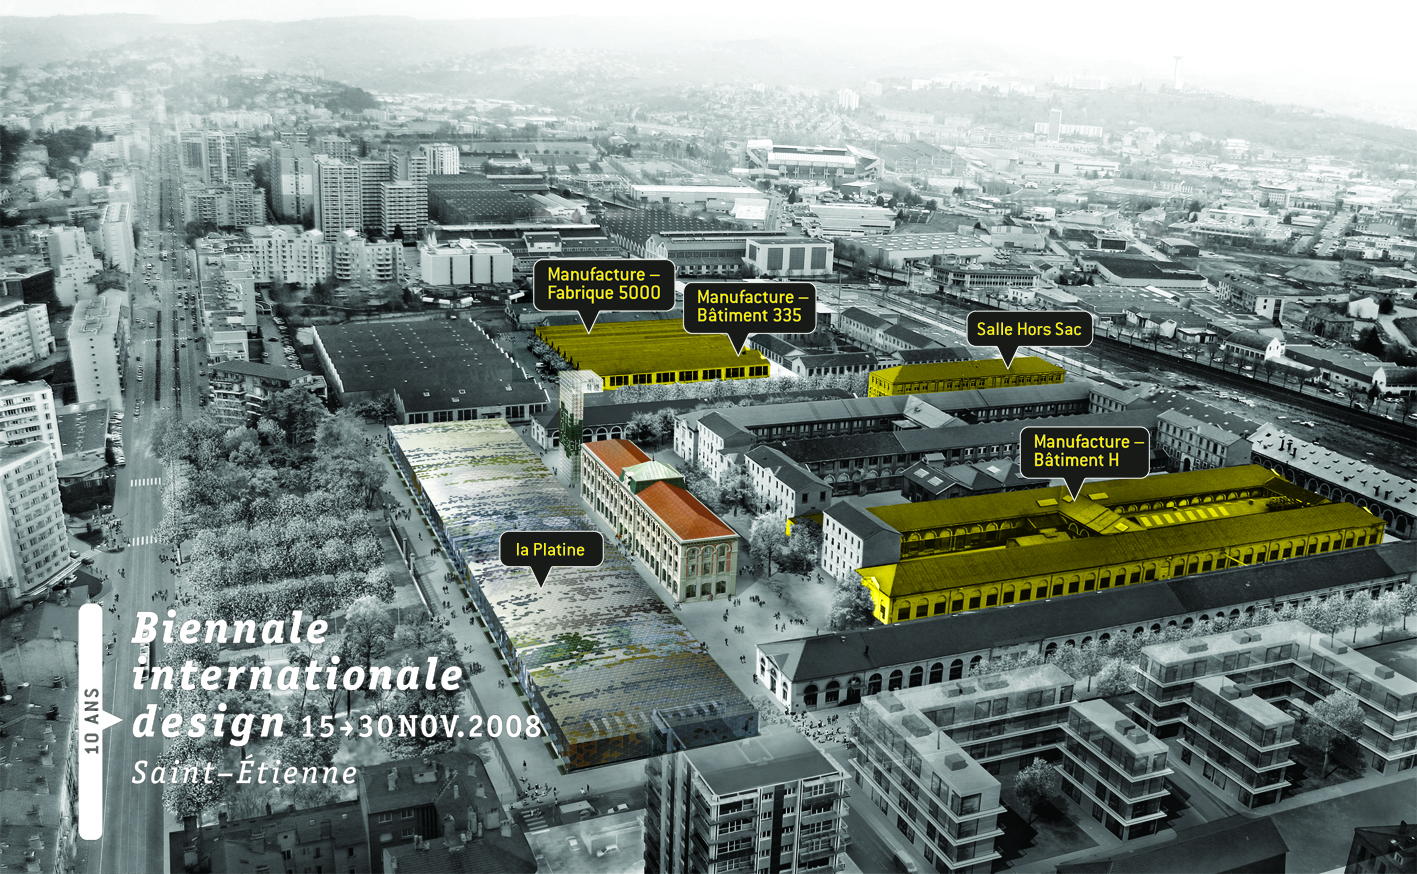 Manufacture –
Fabrique 5000
Manufacture –
Bâtiment 335
Salle Hors Sac
Manufacture –
Bâtiment H
la Platine
10 ANS
Biennale
internationale
design 15→30NOV.2008
Saint–Étienne